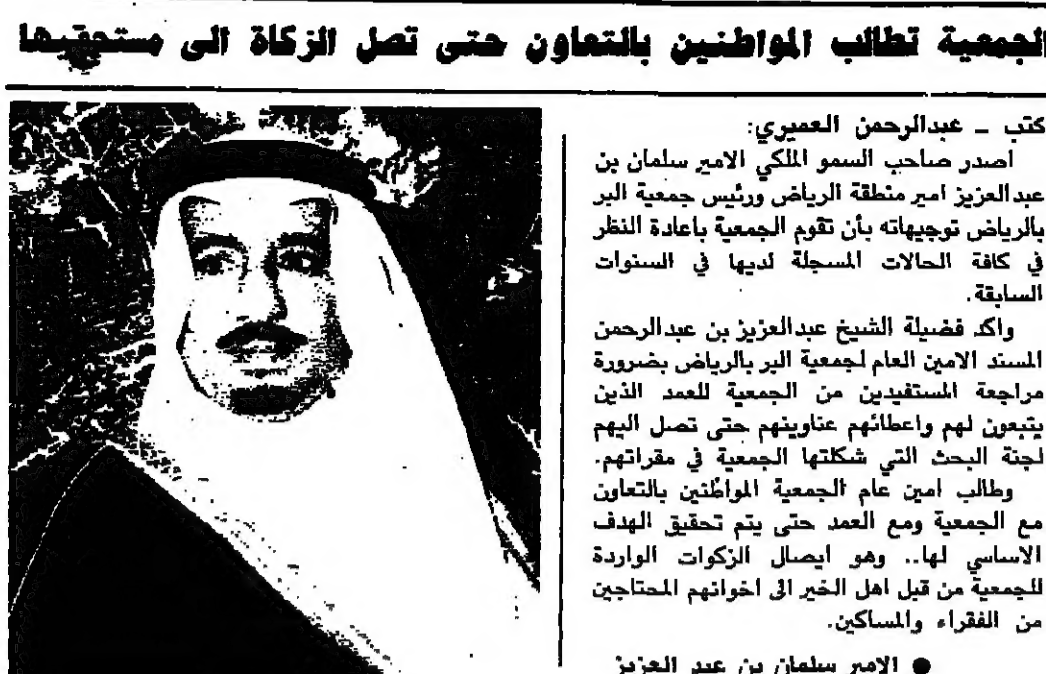 الجمعية تطالب المواطنين بالتعاون حتى تصل الزكاة الى مستحقيها
كتب ــ عبدالرحمن العميري:
اصدر صاحب السمو الملكي الامير سلمان بن
عبدالعزيز امير منطقة الرياض ورئيس جمعية البر
بالرياض توجيهاته بأن تقوم الجمعية باعادة النظر
في كافة الحالات المسجلة لديها في السنوات
السابقة.
واكد فضيلة الشيخ عبدالعزيز بن عبدالرحمن
المسند الامين العام لجمعية البر بالرياض بضرورة
مراجعة المستفيدين من الجمعية للعمد الذين
يتبعون لهم واعطائهم عناوينهم حتى تصل اليهم
لجنة البحث التي شكلتها الجمعية في مقراتهم.
وطالب امين عام الجمعية المواطنين بالتعاون
مع الجمعية ومع العمد حتى يتم تحقيق الهدف
الاساسي لها.. وهو ايصال الزكوات الواردة
للجمعية من قبل اهل الخير الى اخوانهم المحتاجين
من الفقراء والمساكين.
● الامير سلمان بن عبد العزيز